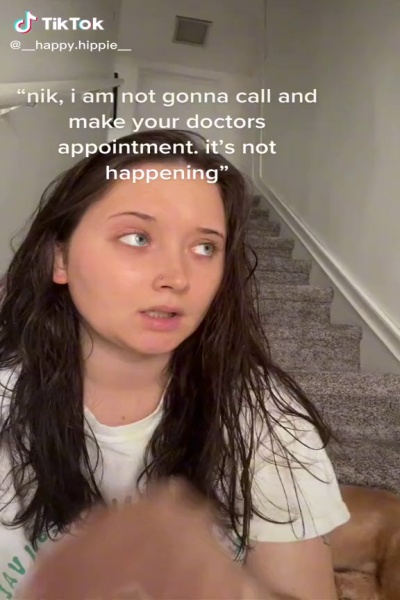 TikTok
@__happy.hippie__
“nik, i am not gonna call and
make your doctors
appointment. it’s not
happening”